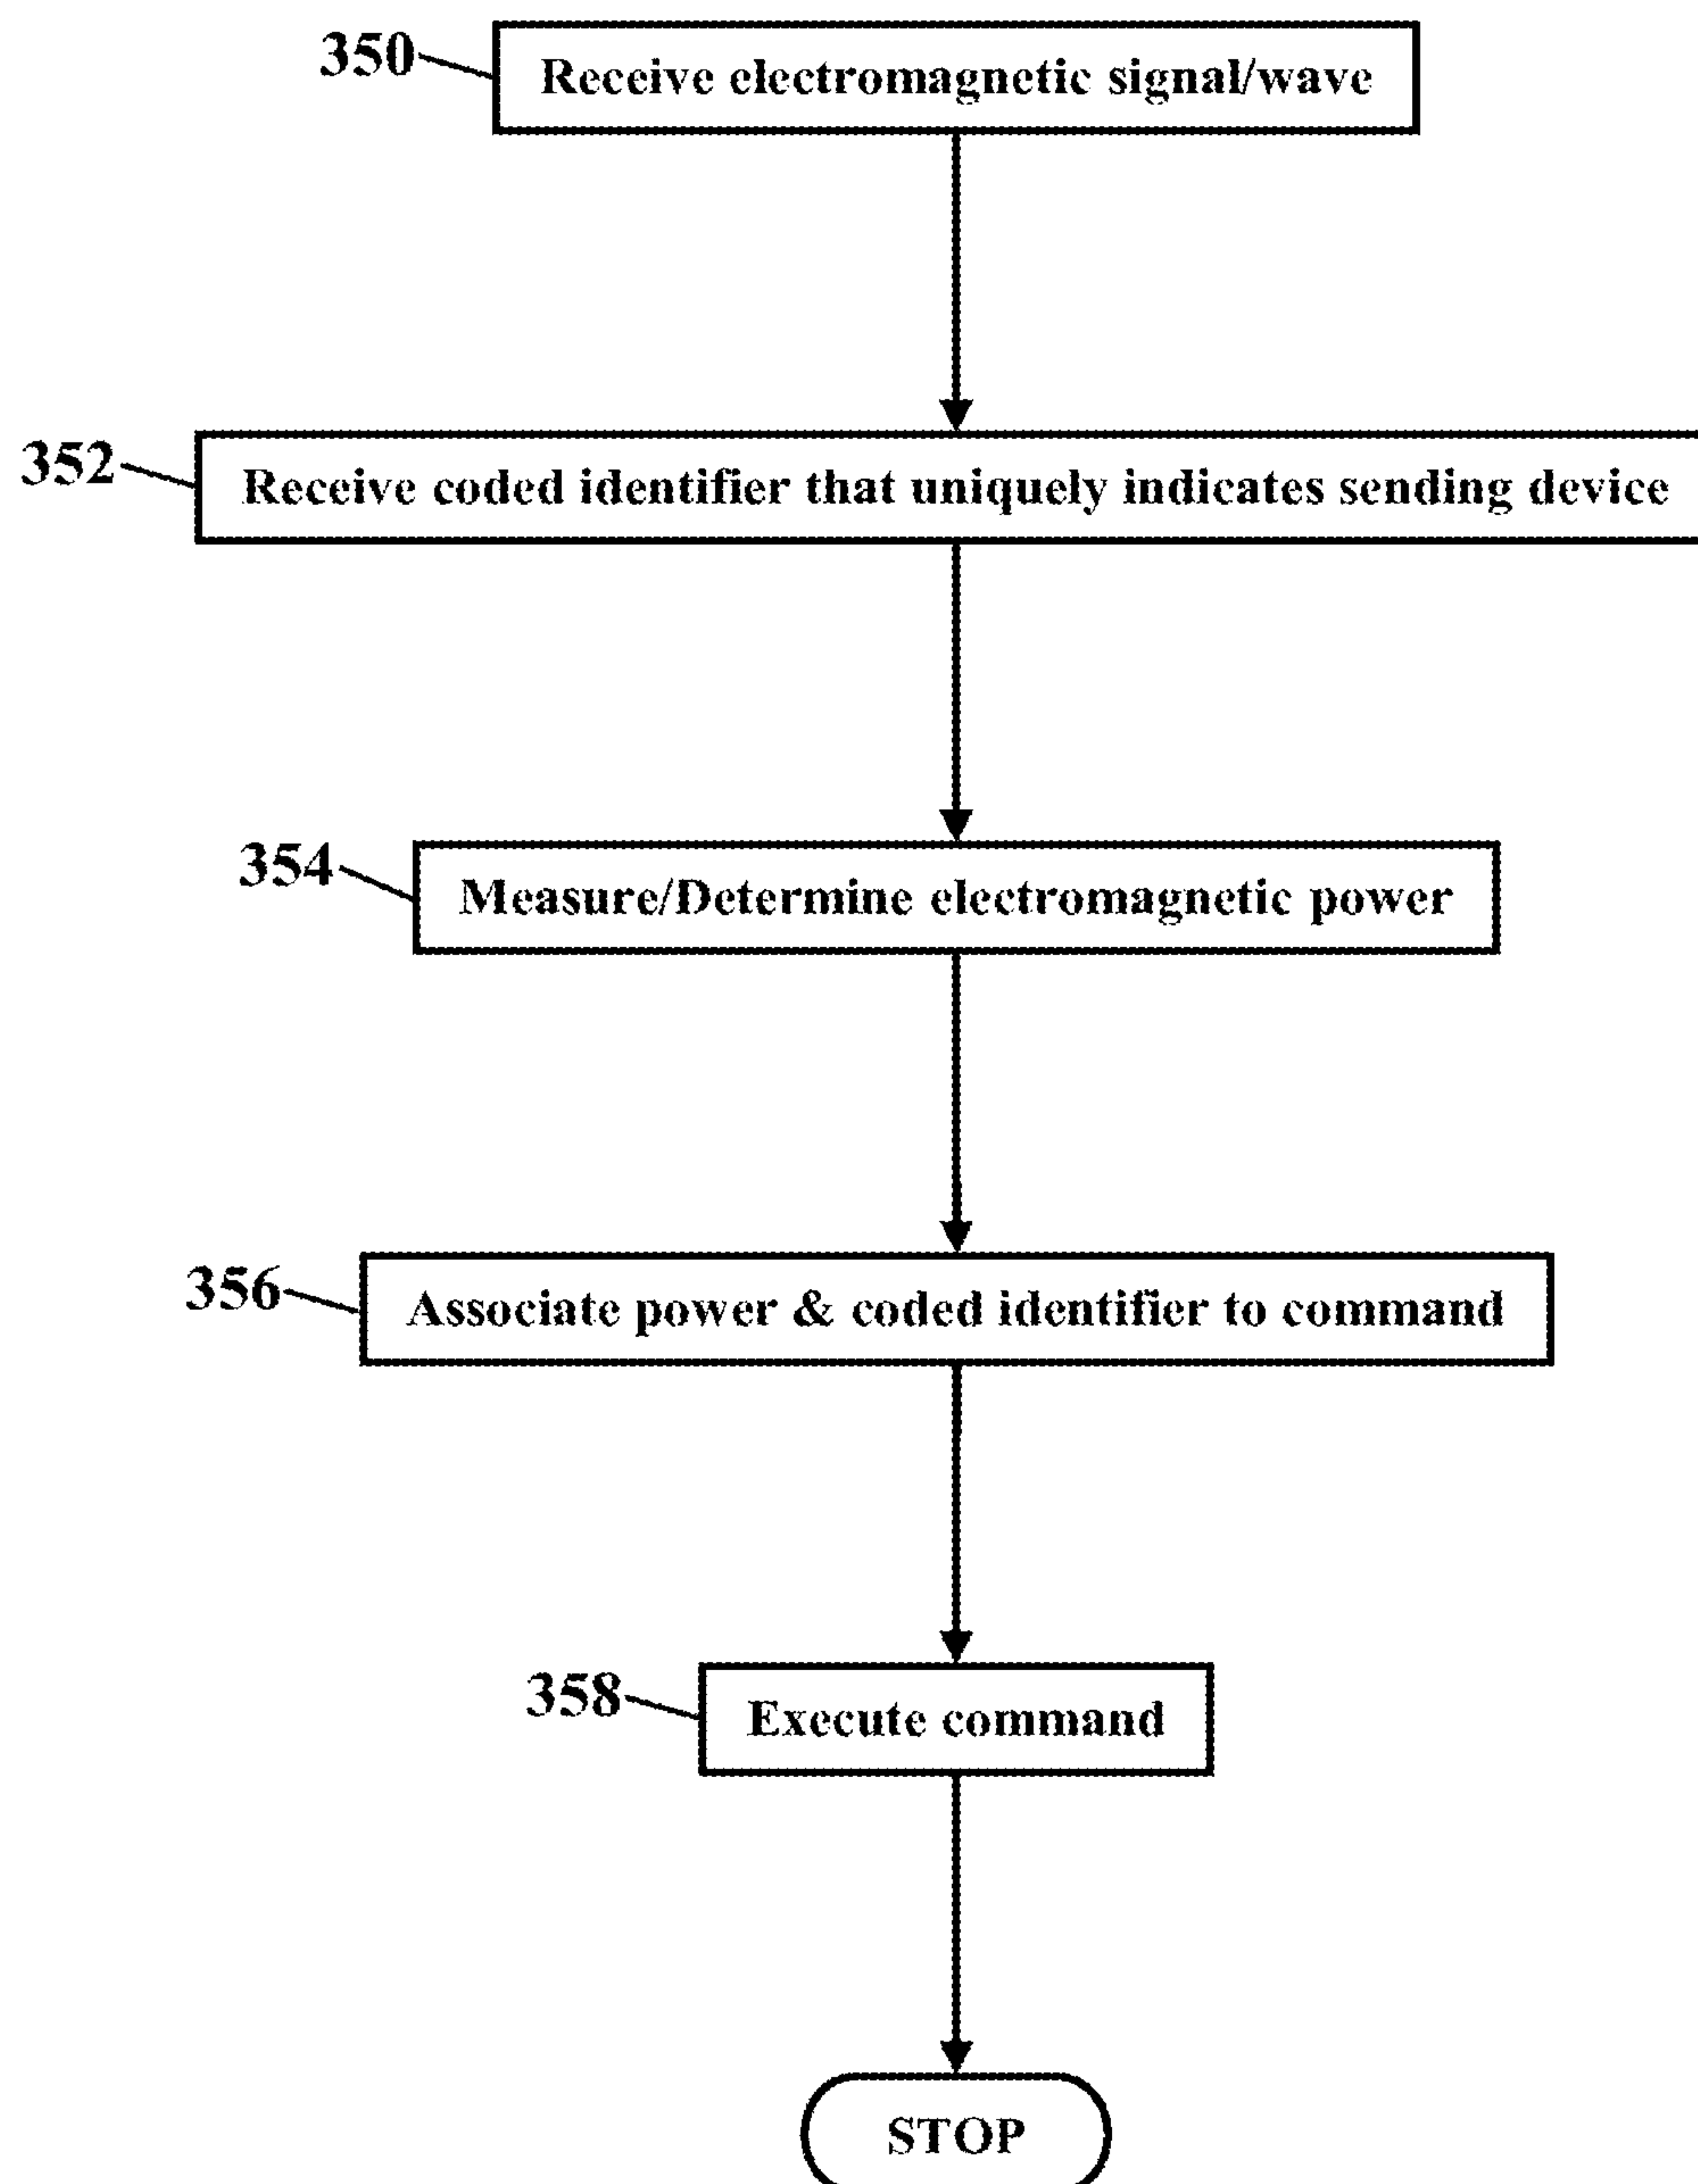 350
Receive electromagnetic signal/wave
352
Receive coded identifier that uniquely indicates sending device
354
Measure/Determine electromagnetic power
356
Associate power & coded identifier to command
358
Execute command
STOP